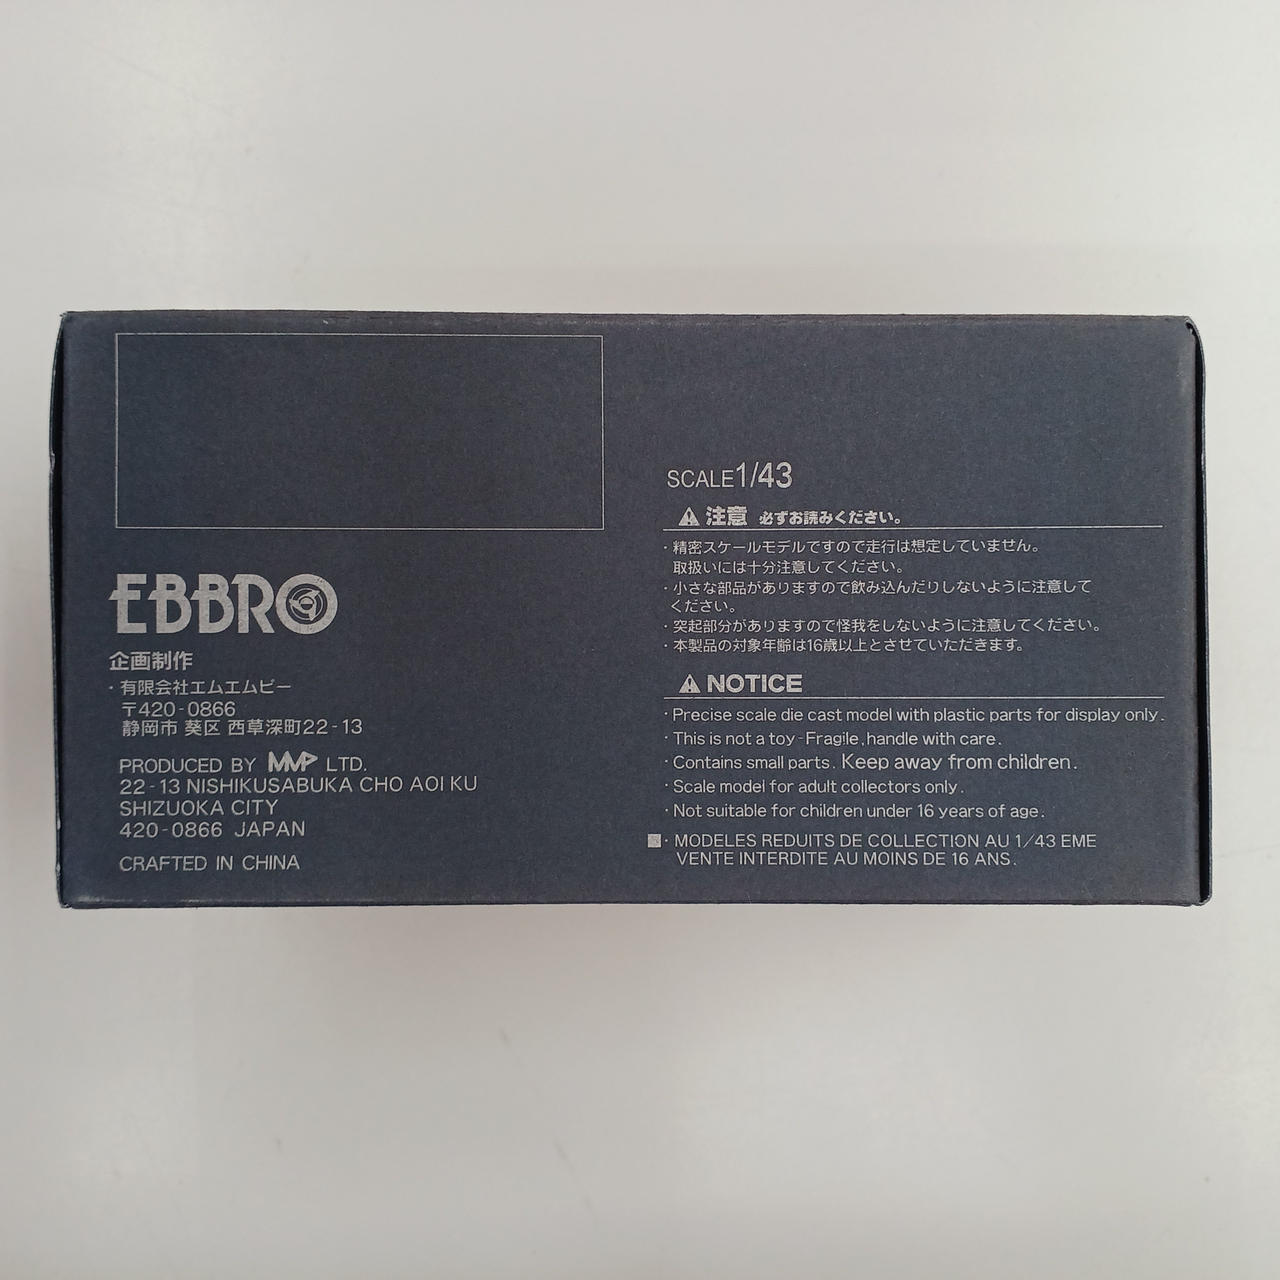 EBBRO
企画制作
・有限会社エムエムビー
〒420-0866
静岡市 葵区 西草深町22-13
PRODUCED BY MMP LTD.
22-13 NISHIKUSABUKA CHO AOI KU
SHIZUOKA CITY
420-0866 JAPAN
CRAFTED IN CHINA
SCALE1/43
注意 必ずお読みください。
・精密スケールモデルですので走行は想定していません。
取扱いには十分注意してください。
・小さな部品がありますので飲み込んだりしないように注意して
ください。
・突起部分がありますので怪我をしないように注意してください。
・本製品の対象年齢は16歳以上とさせていただきます。
NOTICE
・Precise scale die cast model with plastic parts for display only.
・This is not a toy-Fragile,handle with care.
・Contains small parts. Keep away from children.
・Scale model for adult collectors only.
・Not suitable for children under 16 years of age.
・MODELES REDUITS DE COLLECTION AU 1/43 EME
VENTE INTERDITE AU MOINS DE 16 ANS.